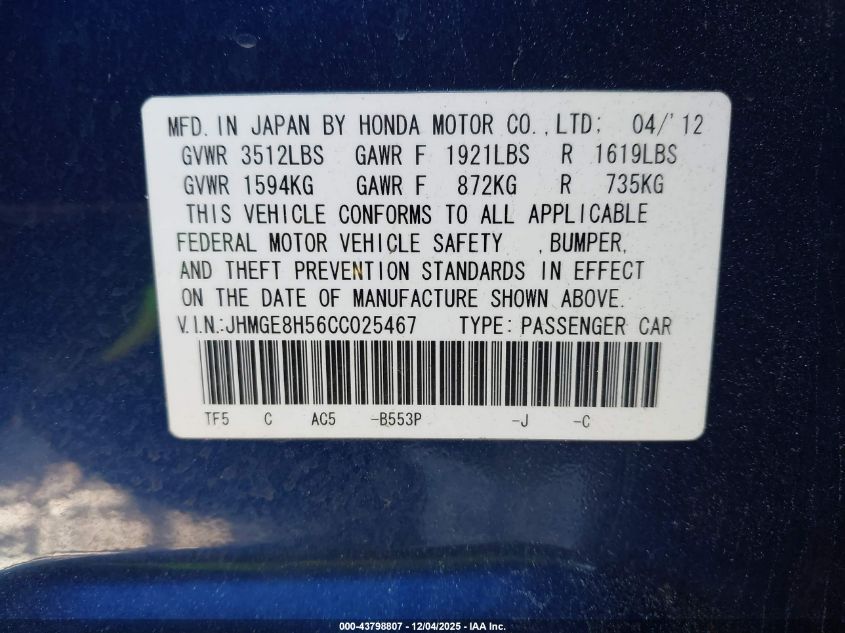 MFD. IN JAPAN BY HONDA MOTOR CO., LTD; 04/'12
GVWR 3512LBS GAWR F 1921LBS R 1619LBS
GVWR 1594KG GAWR F 872KG R 735KG
THIS VEHICLE CONFORMS TO ALL APPLICABLE
FEDERAL MOTOR VEHICLE SAFETY , BUMPER,
AND THEFT PREVENTION STANDARDS IN EFFECT
ON THE DATE OF MANUFACTURE SHOWN ABOVE.
V.I.N.:JHMGE8H56CC025467 TYPE: PASSENGER CAR
TF5 C AC5 -B553P -J -C
000-43798807 - 12/04/2025 - IAA Inc.